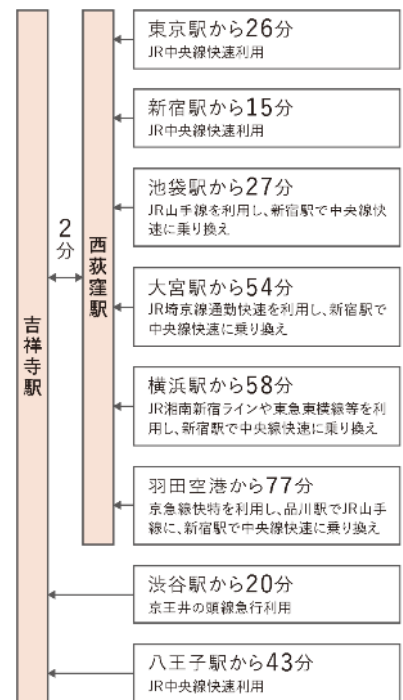 東京駅から26分
JR中央線快速利用
新宿駅から15分
JR中央線快速利用
池袋駅から27分
JR山手線を利用し、新宿駅で中央線快
速に乗り換え
2
分
西荻窪駅
大宮駅から54分
JR埼京線通勤快速を利用し、新宿駅で
中央線快速に乗り換え
吉祥寺駅
横浜駅から58分
JR湘南新宿ラインや東急東横線等を利
用し、新宿駅で中央線快速に乗り換え
羽田空港から77分
京急線快特を利用し、品川駅でJR山手
線に、新宿駅で中央線快速に乗り換え
渋谷駅から20分
京王井の頭線急行利用
八王子駅から43分
JR中央線快速利用